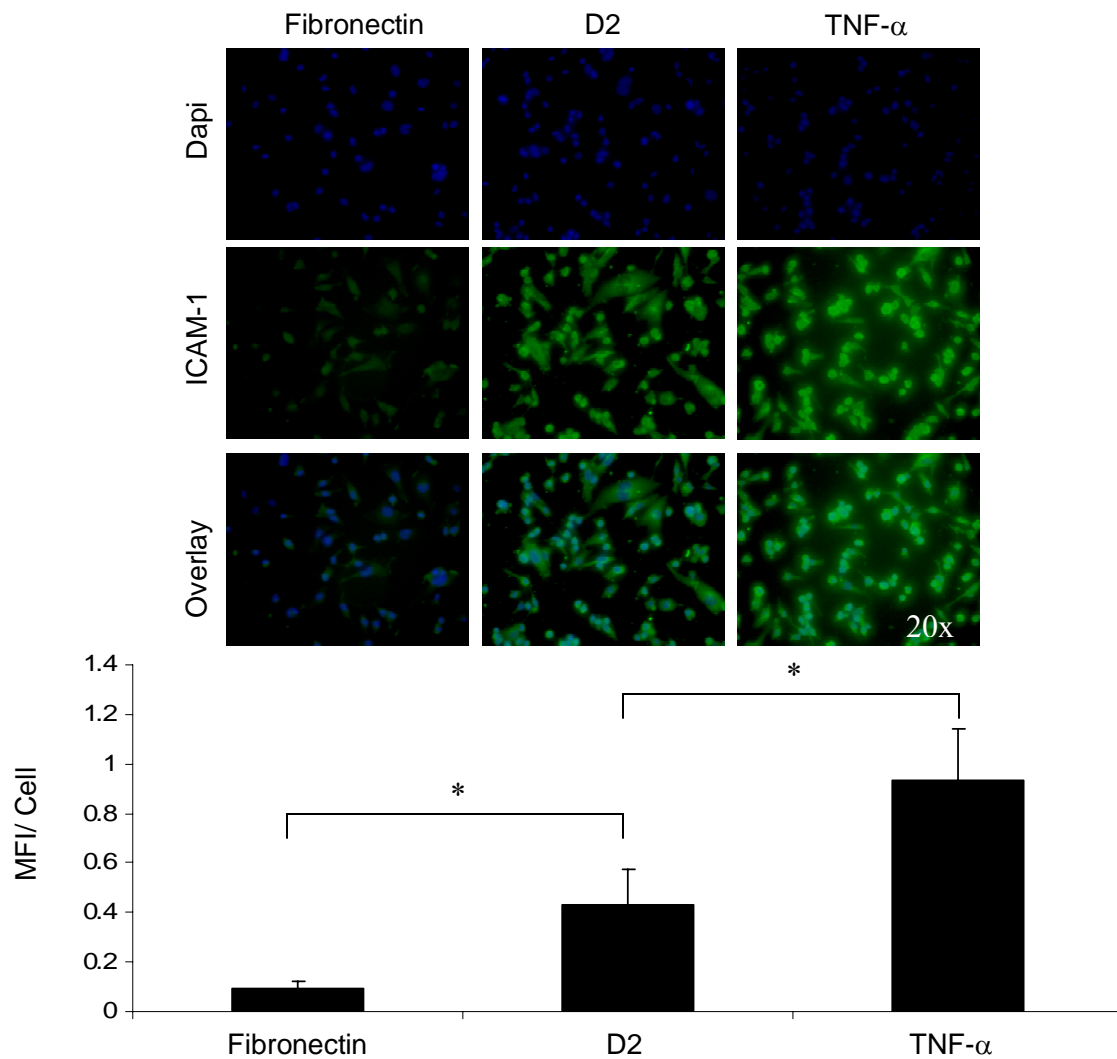 Fibronectin D2 TNF-α
Dapi
ICAM-1
Overlay
20x
1.4
1.2
1
0.8
0.6
0.4
0.2
0
MFI/ Cell
*
*
Fibronectin D2 TNF-α